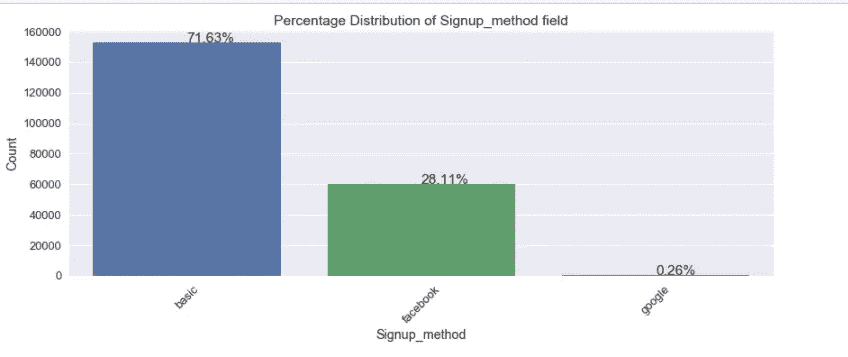 Percentage Distribution of Signup_method field
160000
140000
120000
100000
80000
60000
40000
20000
0
Count
71.63%
28.11%
0.26%
basic
facebook
google
Signup_method